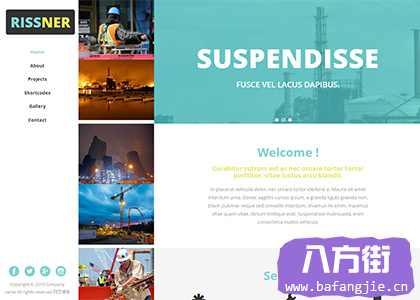 RISSNER
Home
About
Projects
Shortcodes
Gallery
Contact
SUSPENDISSE
FUSCE VEL LACUS DAPIBUS.
Welcome !
Curabitur rutrum est ac nec ornare tortor tortor
porttitor, vitae luctus arcu blandit.
In placerat vehicula dolor, nec ornare tortor eleifend a. Mauris sit amet
interdum urna. Donec sagittis cursus ipsum, a gravida ligula gravida nec.
Etiam pulvinar neque sed convallis interdum. Vivamus mi enim, maximus
vitae quam vitae, dictum tristique erat. Suspendisse malesuada, enim
consectetur mattis vehicula.
Copyright © 2015.Company
name All rights reserved.
八方街
www.bafangjie.cn